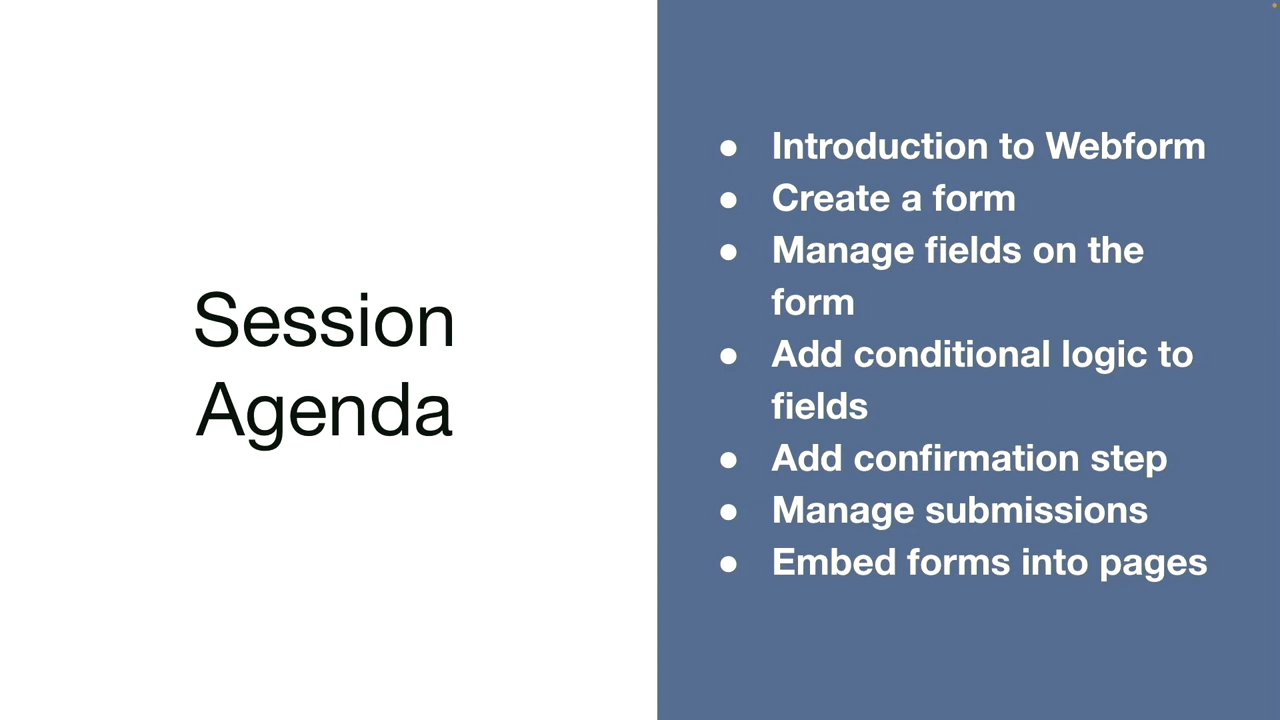 Session
Agenda
● Introduction to Webform
● Create a form
● Manage fields on the
form
● Add conditional logic to
fields
● Add confirmation step
● Manage submissions
● Embed forms into pages